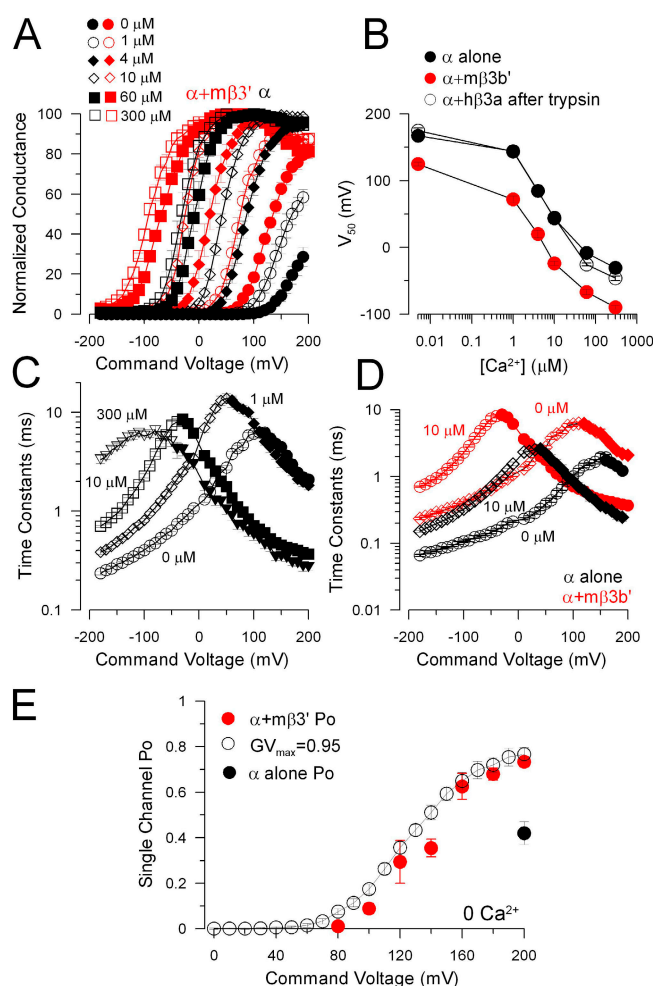 A
0 μM
1 μM
4 μM
10 μM
60 μM
300 μM
α+mβ3' α
Normalized Conductance
100
80
60
40
20
0
-200 -100 0 100 200
Command Voltage (mV)
B
α alone
α+mβ3b'
α+hβ3a after trypsin
V50 (mV)
200
100
0
-100
0.01 0.1 1 10 100 1000
[Ca2+] (μM)
C
Time Constants (ms)
10
1
0.1
300 μM
1 μM
10 μM
0 μM
-200 -100 0 100 200
Command Voltage (mV)
D
Time Constants (ms)
10
1
0.1
0.01
10 μM
0 μM
10 μM
0 μM
α alone
α+mβ3b'
-200 -100 0 100 200
Command Voltage (mV)
E
α+mβ3' Po
GVmax=0.95
α alone Po
Single Channel Po
1
0.8
0.6
0.4
0.2
0
0 Ca2+
0 40 80 120 160 200
Command Voltage (mV)